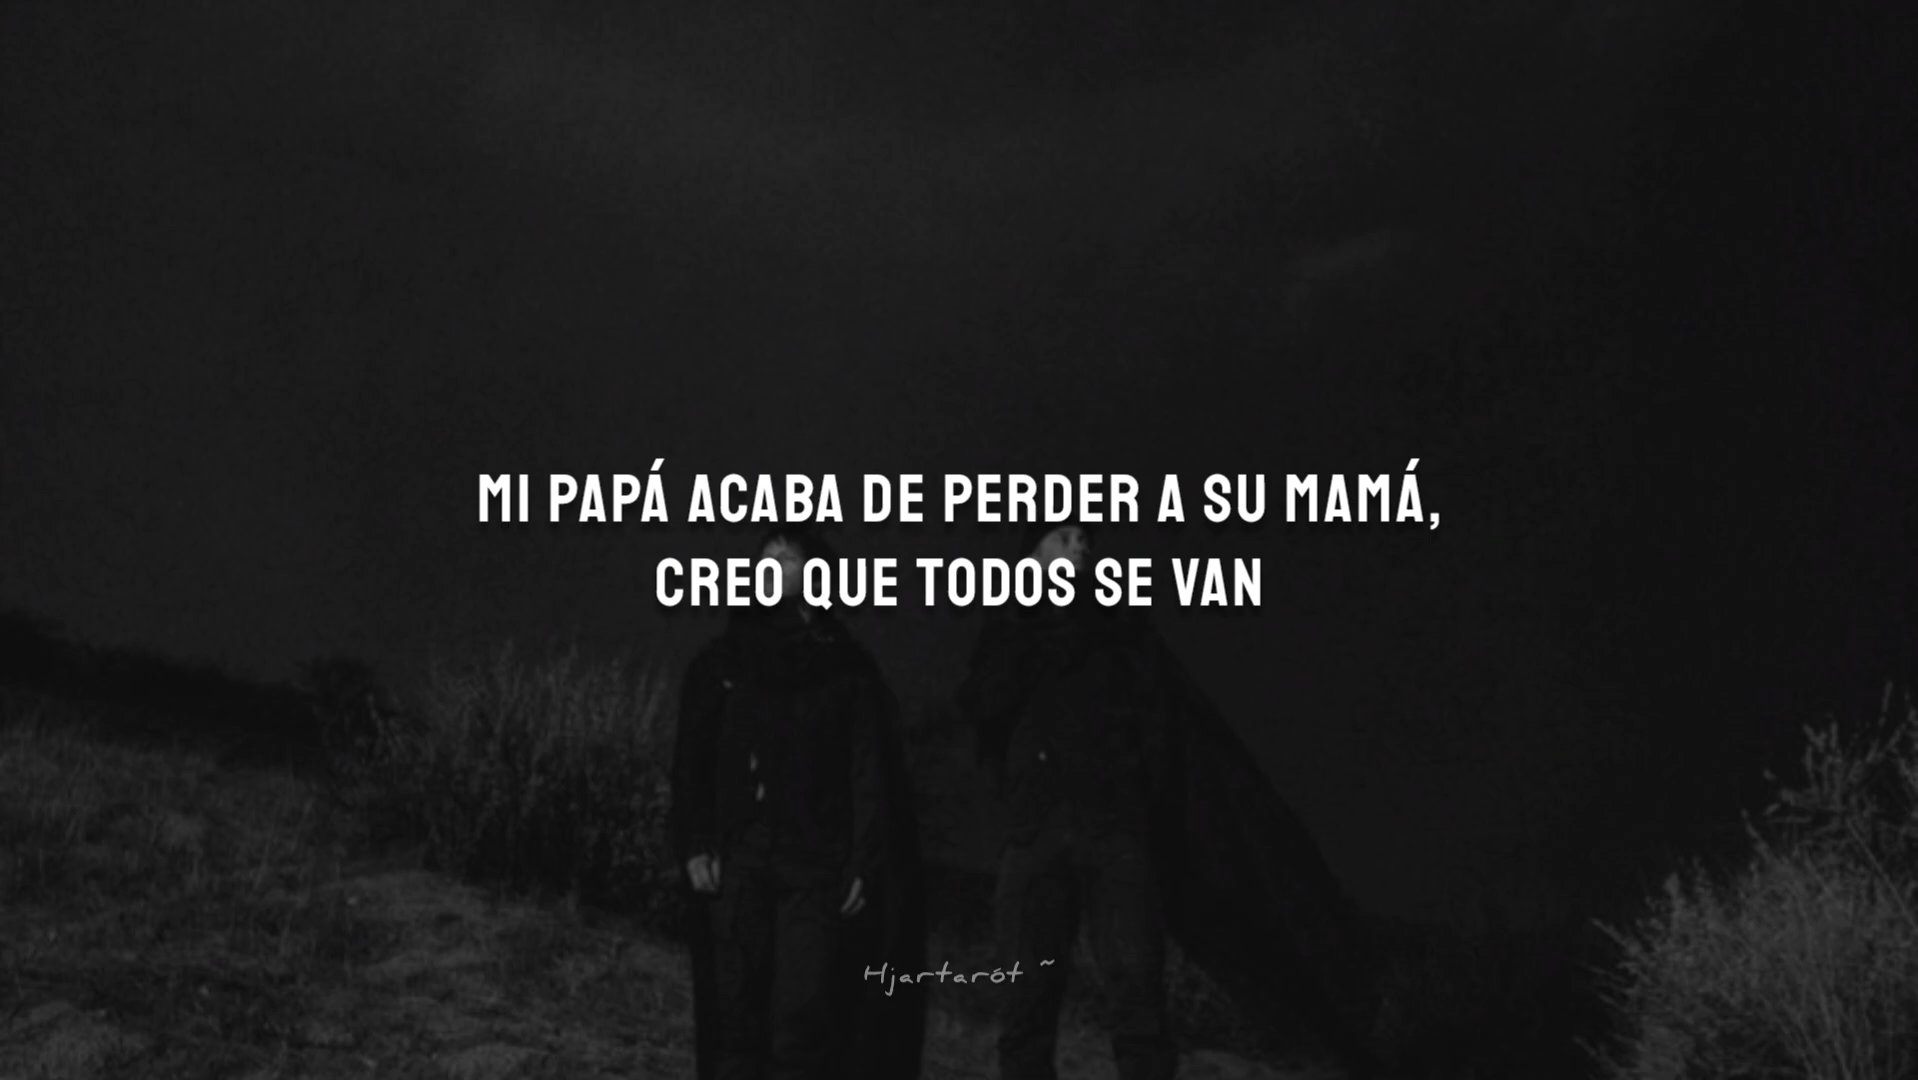 MI PAPÁ ACABA DE PERDER A SU MAMÁ,
CREO QUE TODOS SE VAN
Hjartarót ~